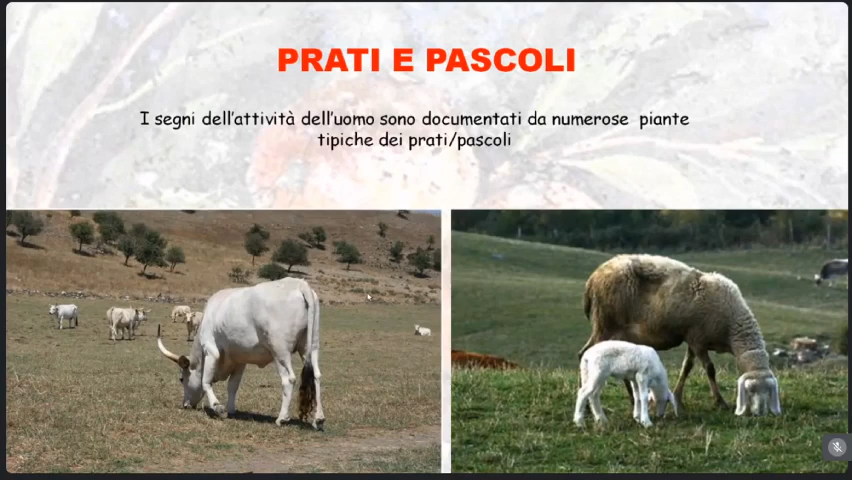 PRATI E PASCOLI
I segni dell'attività dell'uomo sono documentati da numerose piante
tipiche dei prati/pascoli